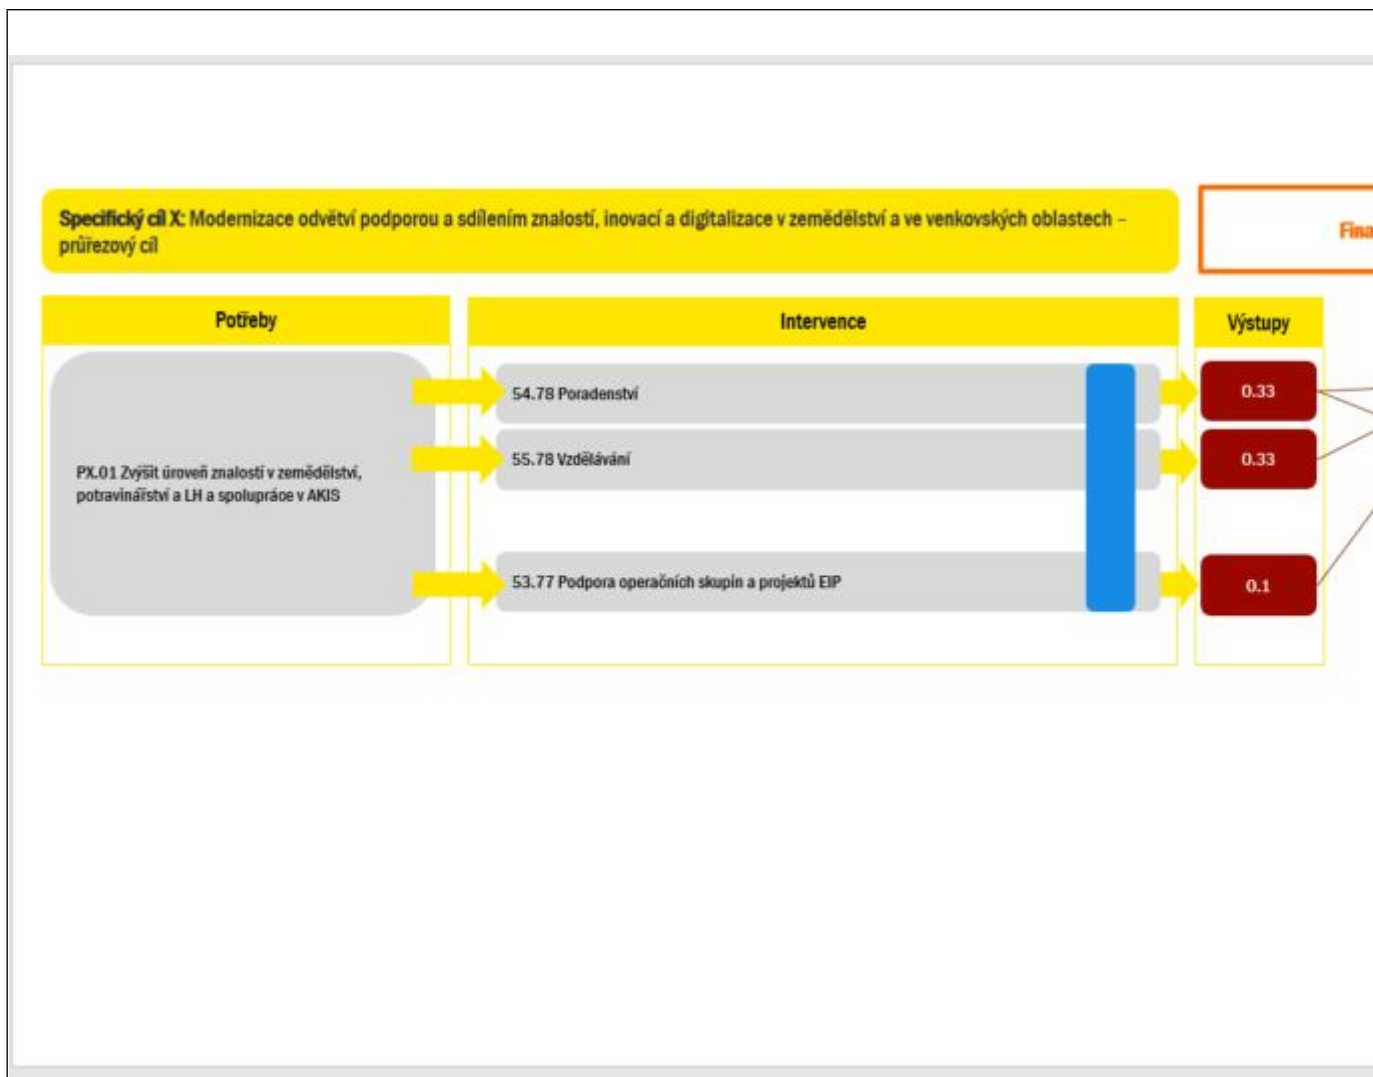 Specifický cíl X: Modernizace odvětví podporou a sdílením znalostí, inovací a digitalizace v zemědělství a ve venkovských oblastech –
průřezový cíl
Fina
Potřeby
Intervence
Výstupy
PX.01 Zvýšit úroveň znalostí v zemědělství,
potravinářství a LH a spolupráce v AKIS
54.78 Poradenství
0.33
55.78 Vzdělávání
0.33
53.77 Podpora operačních skupin a projektů EIP
0.1